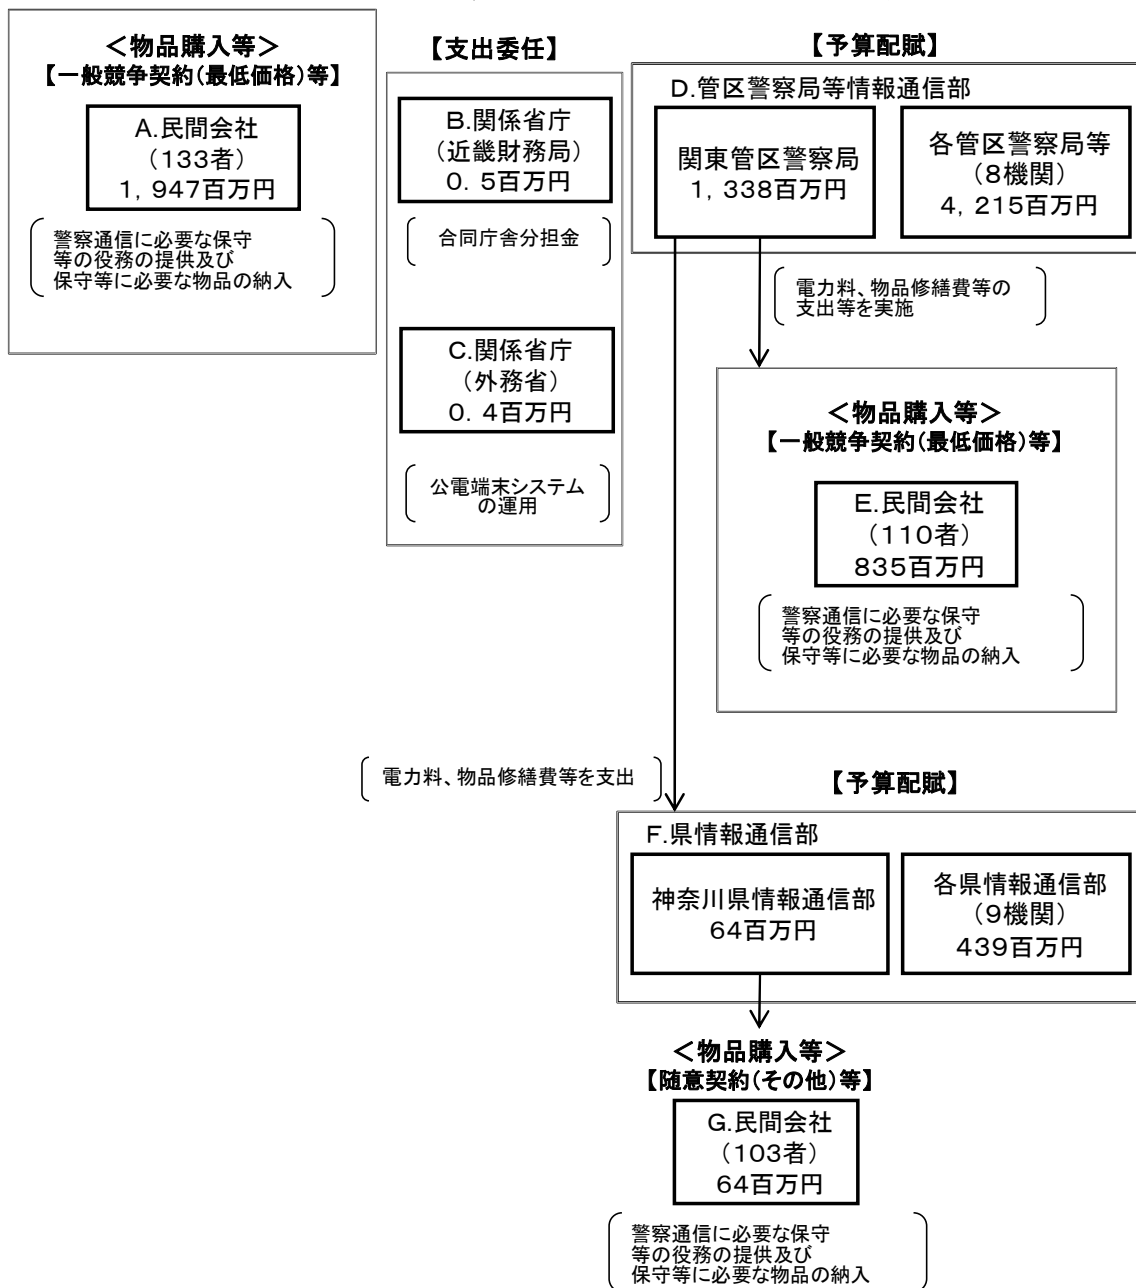 ＜物品購入等＞
【一般競争契約(最低価格)等】
A.民間会社
(133者)
1,947百万円
警察通信に必要な保守
等の役務の提供及び
保守等に必要な物品の納入
【支出委任】
B.関係省庁
(近畿財務局)
0.5百万円
合同庁舎分担金
C.関係省庁
(外務省)
0.4百万円
公電端末システム
の運用
【予算配賦】
D.管区警察局等情報通信部
関東管区警察局
1,338百万円
各管区警察局等
(8機関)
4,215百万円
電力料、物品修繕費等の
支出等を実施
＜物品購入等＞
【一般競争契約(最低価格)等】
E.民間会社
(110者)
835百万円
警察通信に必要な保守
等の役務の提供及び
保守等に必要な物品の納入
電力料、物品修繕費等を支出
【予算配賦】
F.県情報通信部
神奈川県情報通信部
64百万円
各県情報通信部
(9機関)
439百万円
＜物品購入等＞
【随意契約(その他)等】
G.民間会社
(103者)
64百万円
警察通信に必要な保守
等の役務の提供及び
保守等に必要な物品の納入